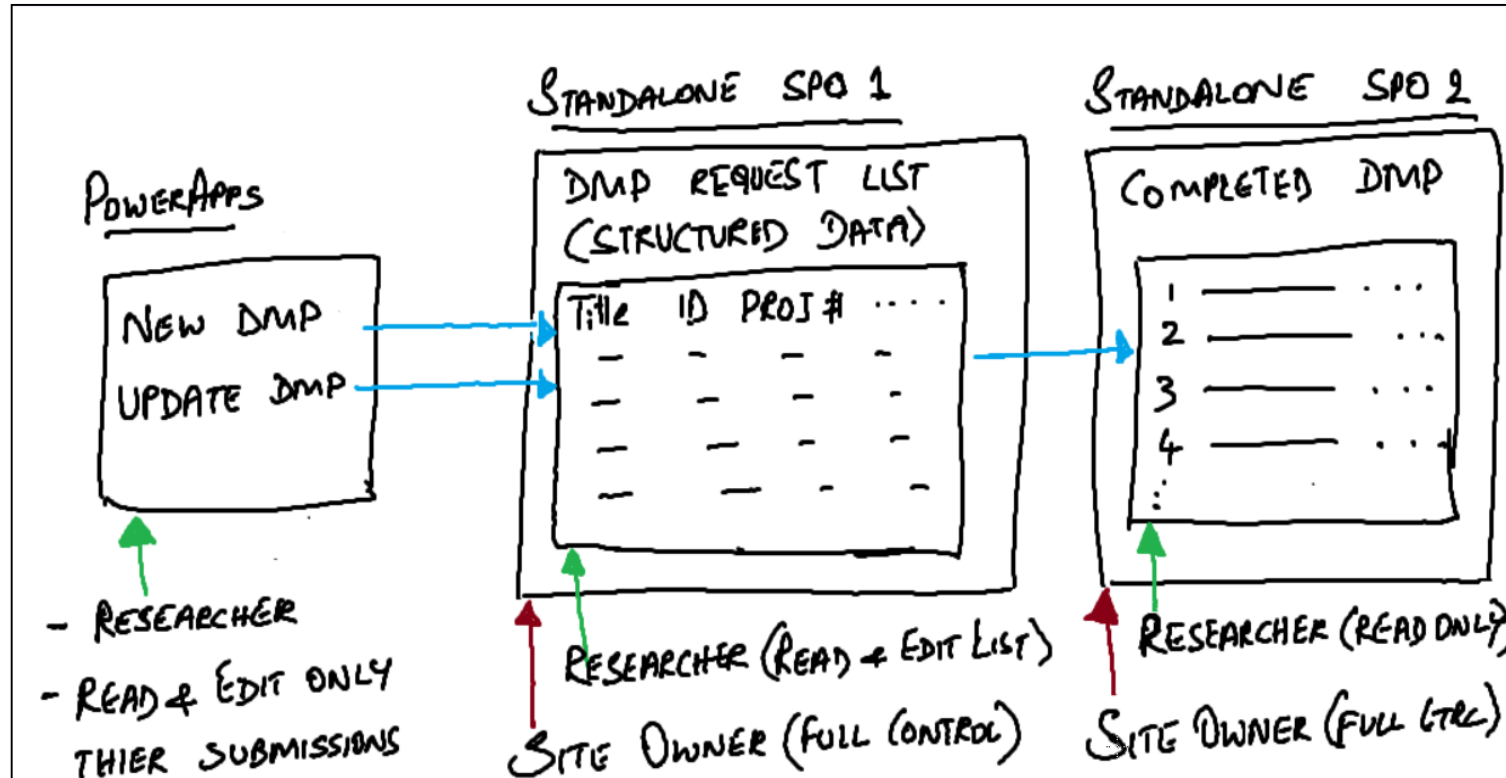 POWERAPPS
NEW DMP
UPDATE DMP
- RESEARCHER
- READ & EDIT ONLY
THIER SUBMISSIONS
STANDALONE SPO 1
DMP REQUEST LIST
(STRUCTURED DATA)
Title ID PROJ # ....
RESEARCHER (READ & EDIT LIST)
SITE OWNER (FULL CONTROL)
STANDALONE SPO 2
COMPLETED DMP
1 ...
2 ...
3 ...
4 ...
RESEARCHER (READ ONLY)
SITE OWNER (FULL CTRL)